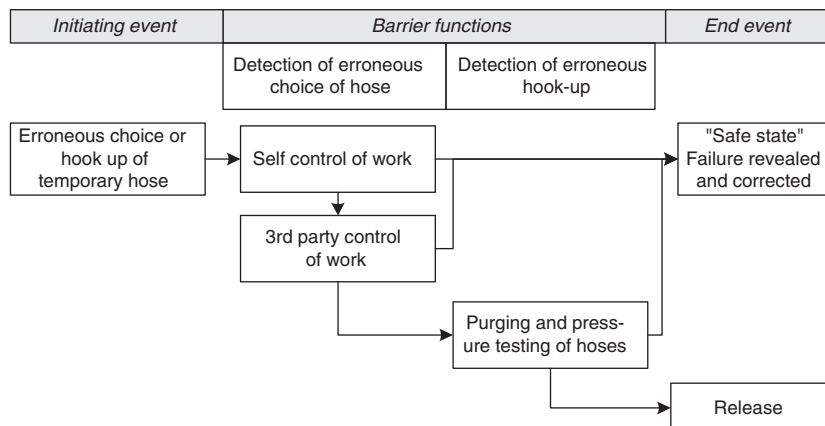 Initiating event
Barrier functions
End event
Detection of erroneous
choice of hose
Detection of erroneous
hook-up
Erroneous choice or
hook up of
temporary hose
Self control of work
"Safe state"
Failure revealed
and corrected
3rd party control
of work
Purging and press-
ure testing of hoses
Release